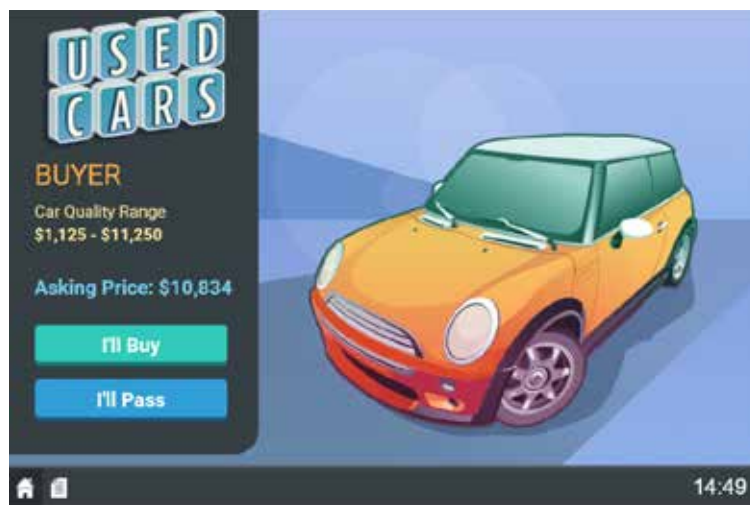 USED
CARS
BUYER
Car Quality Range
$1,125 - $11,250
Asking Price: $10,834
I'll Buy
I'll Pass
14:49